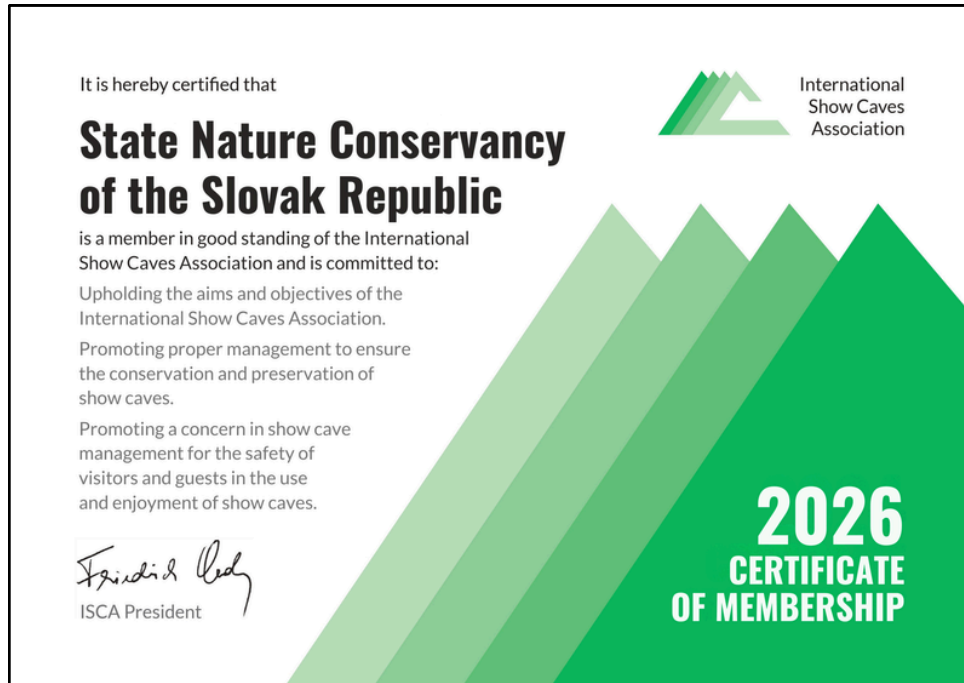 It is hereby certified that
State Nature Conservancy
of the Slovak Republic
is a member in good standing of the International
Show Caves Association and is committed to:
Upholding the aims and objectives of the
International Show Caves Association.
Promoting proper management to ensure
the conservation and preservation of
show caves.
Promoting a concern in show cave
management for the safety of
visitors and guests in the use
and enjoyment of show caves.
ISCA President
International
Show Caves
Association
2026
CERTIFICATE
OF MEMBERSHIP